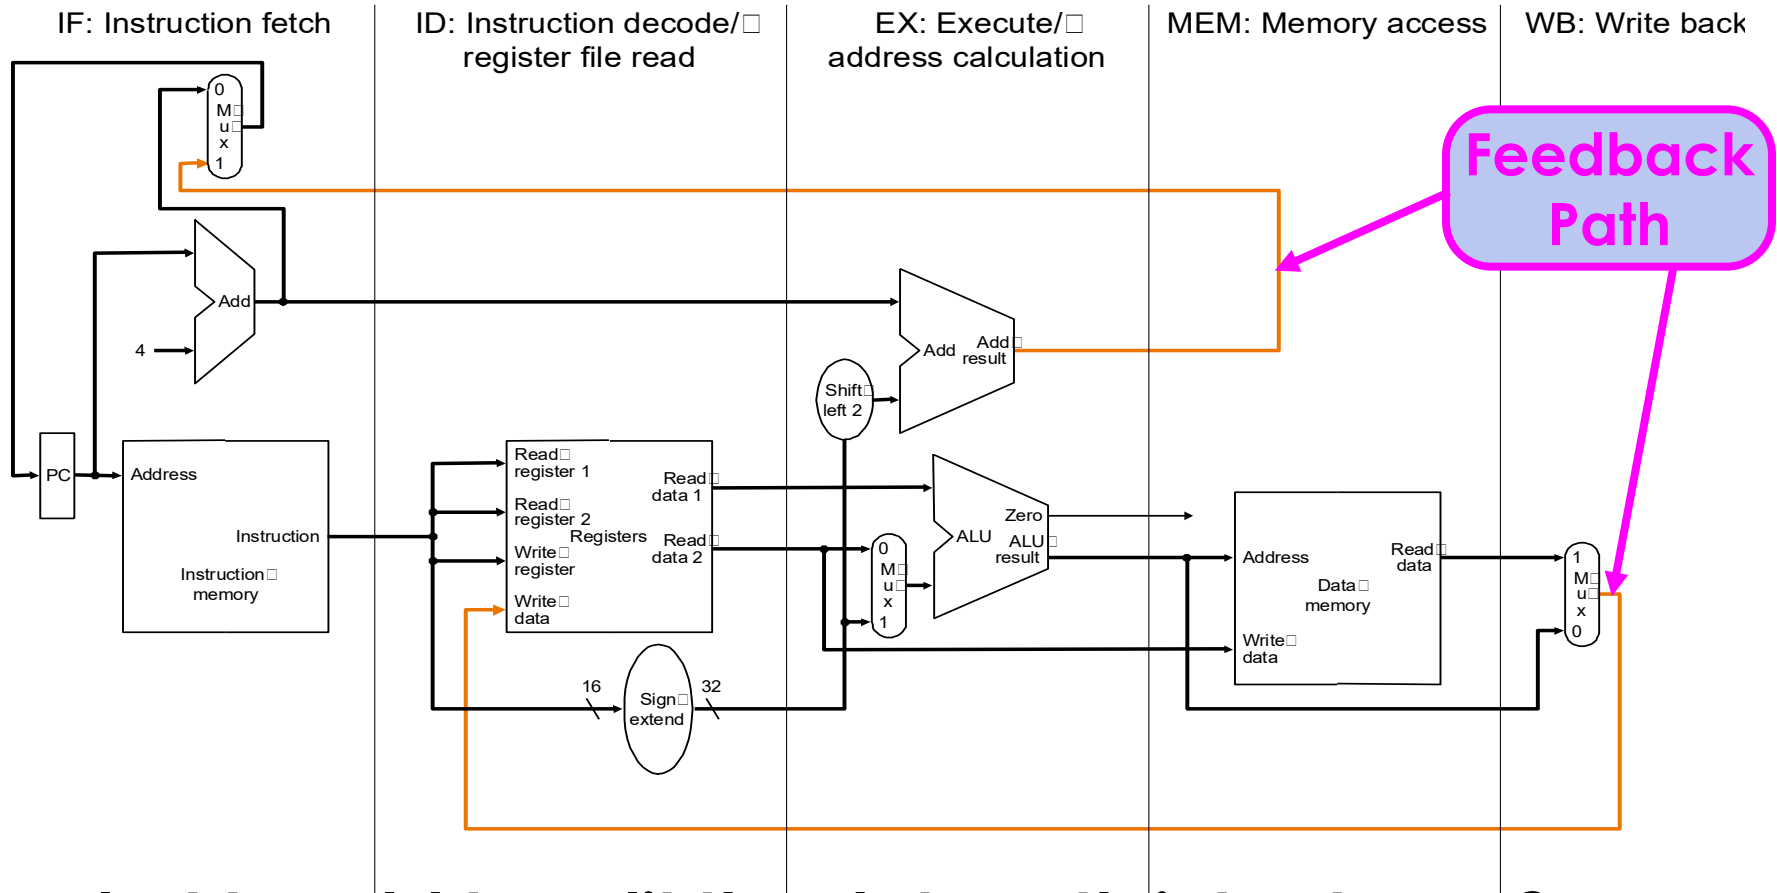 IF: Instruction fetch
ID: Instruction decode/
register file read
EX: Execute/
address calculation
MEM: Memory access
WB: Write back
0
M
u
x
1
Feedback
Path
Add
4
Add
Add
result
Shift
left 2
PC
Address
Instruction
Instruction
memory
Read
register 1
Read
register 2
Write
register
Write
data
Registers
Read
data 1
Read
data 2
0
M
u
x
1
Zero
ALU
ALU
result
Address
Read
data
Data
memory
Write
data
1
M
u
x
0
16
Sign
extend
32